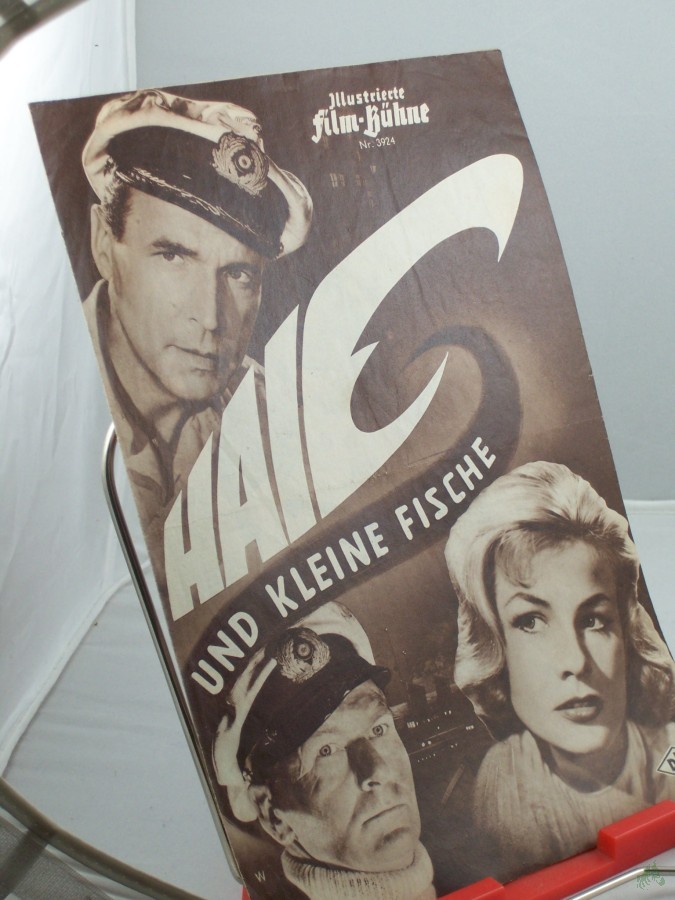 Illustrierte
Film-Bühne
Nr. 3924
HAIE
UND KLEINE FISCHE
W